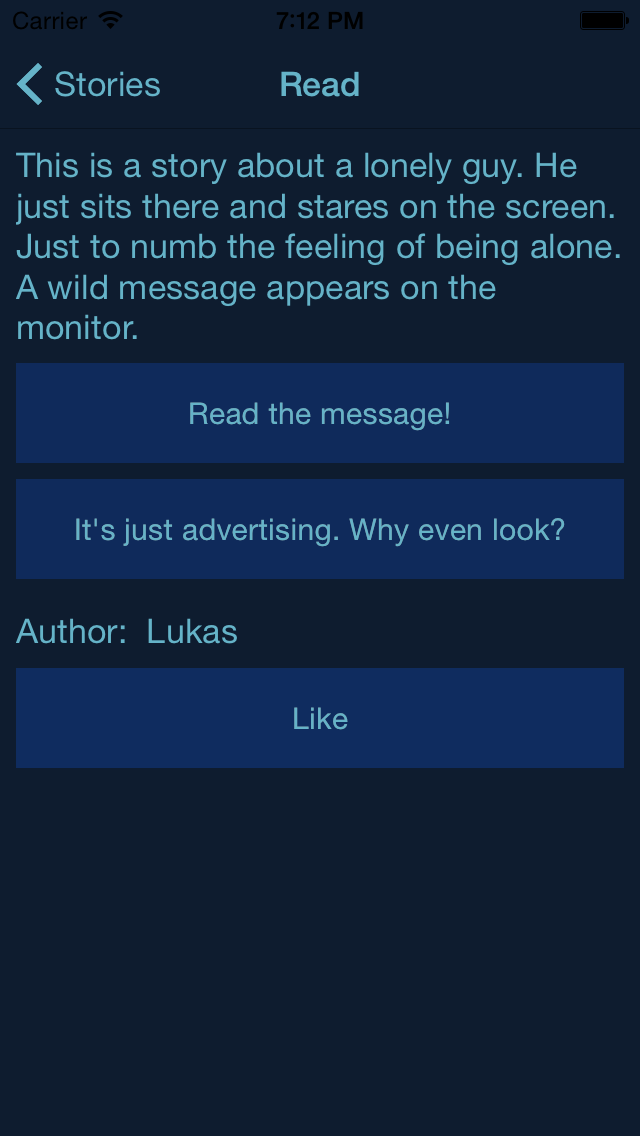 Carrier 7:12 PM
Stories Read
This is a story about a lonely guy. He
just sits there and stares on the screen.
Just to numb the feeling of being alone.
A wild message appears on the
monitor.
Read the message!
It's just advertising. Why even look?
Author: Lukas
Like